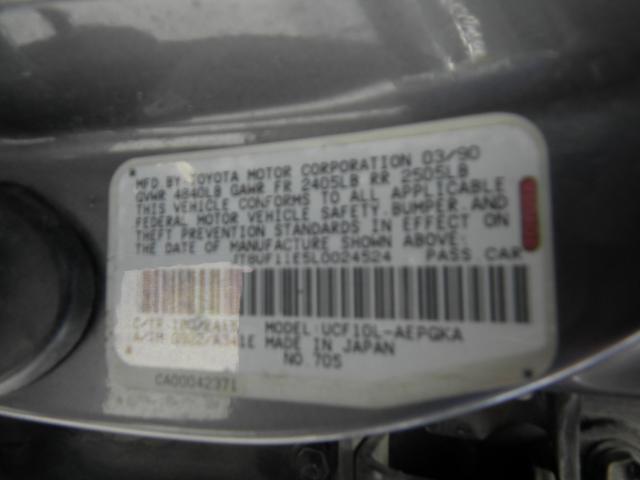 MFD BY TOYOTA MOTOR CORPORATION 03/90
GVWR 4840LB GAWR FR 2405LB RR 2505LB
THIS VEHICLE CONFORMS TO ALL APPLICABLE
FEDERAL MOTOR VEHICLE SAFETY, BUMPER AND
THEFT PREVENTION STANDARDS IN EFFECT ON
THE DATE OF MANUFACTURE SHOWN ABOVE.
JT8UF11E5L0024524 PASS. CAR
C/TR MODEL: UCF10L-AEPGKA
A/TM MADE IN JAPAN
NO. 705
CA00042371